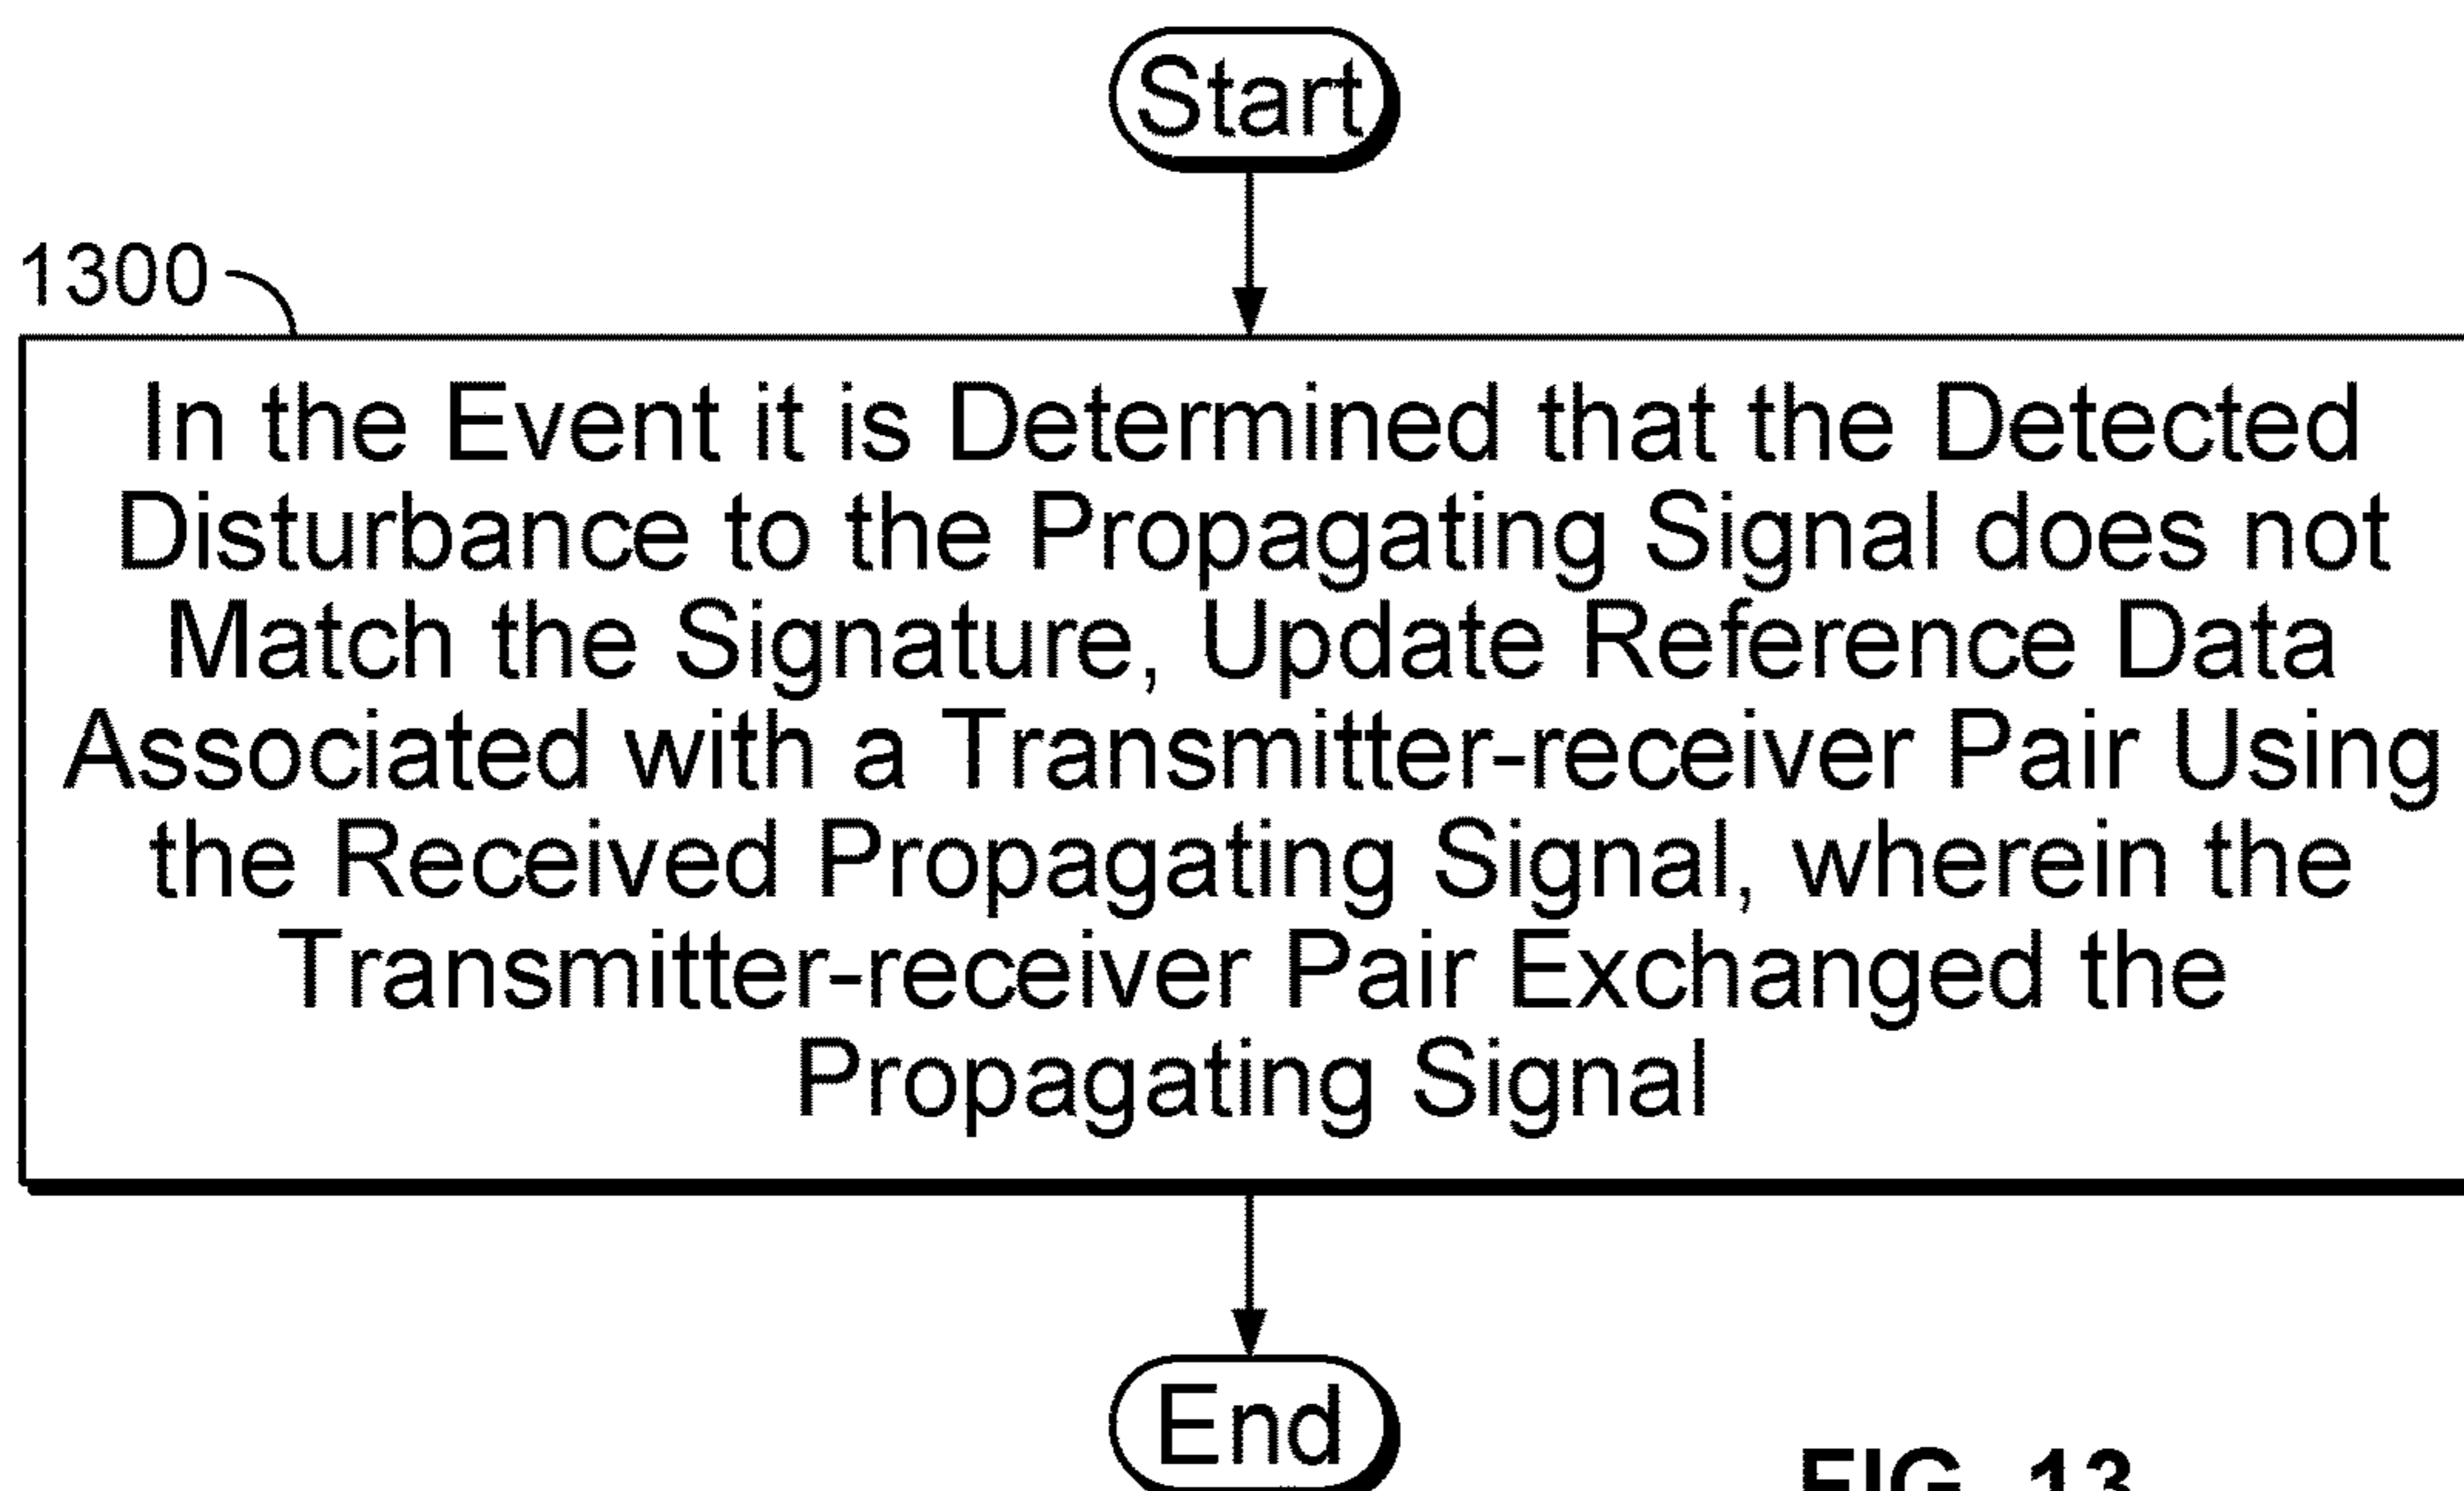 Start
1300
In the Event it is Determined that the Detected
Disturbance to the Propagating Signal does not
Match the Signature, Update Reference Data
Associated with a Transmitter-receiver Pair Using
the Received Propagating Signal, wherein the
Transmitter-receiver Pair Exchanged the
Propagating Signal
End
FIG. 13